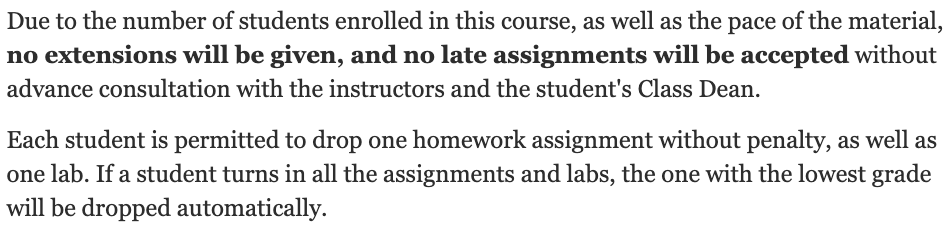 Due to the number of students enrolled in this course, as well as the pace of the material,
no extensions will be given, and no late assignments will be accepted without
advance consultation with the instructors and the student's Class Dean.
Each student is permitted to drop one homework assignment without penalty, as well as
one lab. If a student turns in all the assignments and labs, the one with the lowest grade
will be dropped automatically.